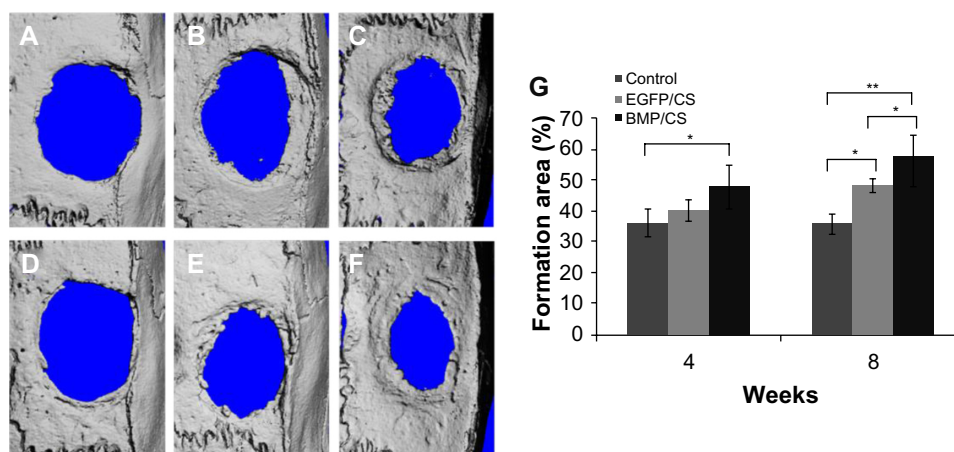 A
B
C
D
E
F
G
Control
EGFP/CS
BMP/CS
Formation area (%)
70
60
50
40
30
20
10
0
*
**
*
*
4
8
Weeks